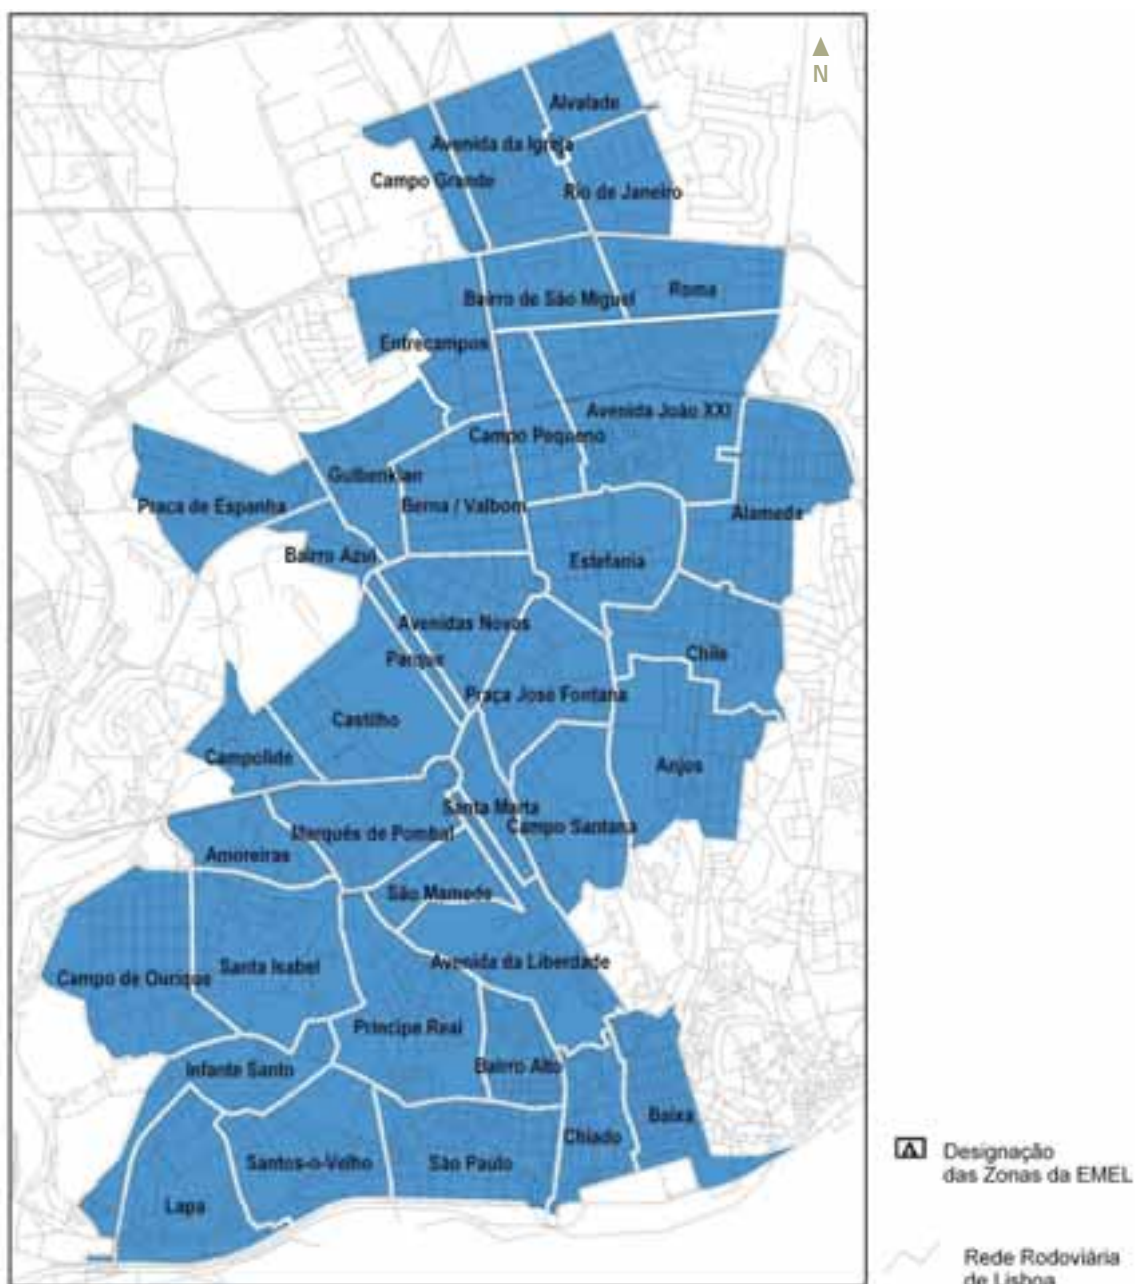 N
Alvalade
Avenida da Igreja
Campo Grande
Rio de Janeiro
Roma
Bairro de São Miguel
Entrecampos
Avenida João XXI
Campo Pequeno
Gulbenkian
Praça de Espanha
Berna / Valbom
Alameda
Bairro Azul
Estefania
Avenidas Novas
Parque
Chile
Praça José Fontana
Castilho
Campolide
Anjos
Santa Marta
Campo Santana
Marquês de Pombal
Amoreiras
São Mamede
Avenida da Liberdade
Santa Isabel
Campo de Ourique
Principe Real
Bairro Alto
Infante Santo
Baixa
Chiado
Santos-o-Velho
São Paulo
Lapa
A Designação
das Zonas da EMEL
Rede Rodoviária
de Lisboa